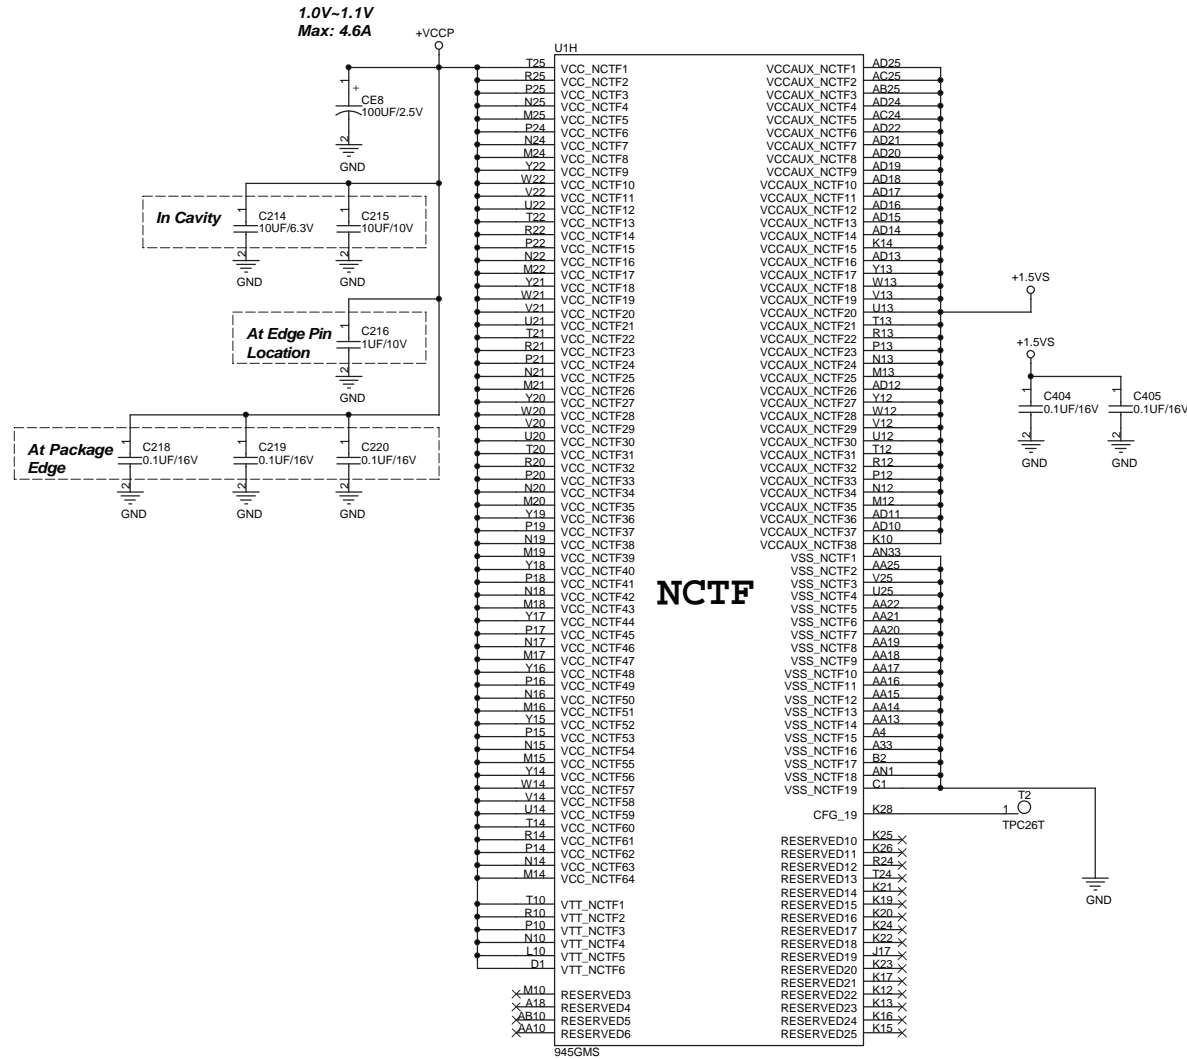 1.0V~1.1V
Max: 4.6A
+VCCP
1
+
CE8
100UF/2.5V
2
GND
In Cavity
1
C214
10UF/6.3V
2
GND
1
C215
10UF/10V
2
GND
At Edge Pin
Location
1
C216
1UF/10V
2
GND
At Package
Edge
1
C218
0.1UF/16V
2
GND
1
C219
0.1UF/16V
2
GND
1
C220
0.1UF/16V
2
GND
U1H
T25 VCC_NCTF1
R25 VCC_NCTF2
P25 VCC_NCTF3
N25 VCC_NCTF4
M25 VCC_NCTF5
P24 VCC_NCTF6
N24 VCC_NCTF7
M24 VCC_NCTF8
Y22 VCC_NCTF9
W22 VCC_NCTF10
V22 VCC_NCTF11
U22 VCC_NCTF12
T22 VCC_NCTF13
R22 VCC_NCTF14
P22 VCC_NCTF15
N22 VCC_NCTF16
M22 VCC_NCTF17
Y21 VCC_NCTF18
W21 VCC_NCTF19
V21 VCC_NCTF20
U21 VCC_NCTF21
T21 VCC_NCTF22
R21 VCC_NCTF23
P21 VCC_NCTF24
N21 VCC_NCTF25
M21 VCC_NCTF26
Y20 VCC_NCTF27
W20 VCC_NCTF28
V20 VCC_NCTF29
U20 VCC_NCTF30
T20 VCC_NCTF31
R20 VCC_NCTF32
P20 VCC_NCTF33
N20 VCC_NCTF34
M20 VCC_NCTF35
Y19 VCC_NCTF36
P19 VCC_NCTF37
N19 VCC_NCTF38
M19 VCC_NCTF39
Y18 VCC_NCTF40
P18 VCC_NCTF41
N18 VCC_NCTF42
M18 VCC_NCTF43
Y17 VCC_NCTF44
P17 VCC_NCTF45
N17 VCC_NCTF46
M17 VCC_NCTF47
Y16 VCC_NCTF48
P16 VCC_NCTF49
N16 VCC_NCTF50
M16 VCC_NCTF51
Y15 VCC_NCTF52
P15 VCC_NCTF53
N15 VCC_NCTF54
M15 VCC_NCTF55
Y14 VCC_NCTF56
W14 VCC_NCTF57
V14 VCC_NCTF58
U14 VCC_NCTF59
T14 VCC_NCTF60
R14 VCC_NCTF61
P14 VCC_NCTF62
N14 VCC_NCTF63
M14 VCC_NCTF64
T10 VTT_NCTF1
R10 VTT_NCTF2
P10 VTT_NCTF3
N10 VTT_NCTF4
L10 VTT_NCTF5
D1 VTT_NCTF6
M10 RESERVED3
A18 RESERVED4
AB10 RESERVED5
AA10 RESERVED6
945GMS
NCTF
VCCAUX_NCTF1 AD25
VCCAUX_NCTF2 AC25
VCCAUX_NCTF3 AB25
VCCAUX_NCTF4 AD24
VCCAUX_NCTF5 AC24
VCCAUX_NCTF6 AD22
VCCAUX_NCTF7 AD21
VCCAUX_NCTF8 AD20
VCCAUX_NCTF9 AD19
VCCAUX_NCTF10 AD18
VCCAUX_NCTF11 AD17
VCCAUX_NCTF12 AD16
VCCAUX_NCTF13 AD15
VCCAUX_NCTF14 AD14
VCCAUX_NCTF15 K14
VCCAUX_NCTF16 AD13
VCCAUX_NCTF17 Y13
VCCAUX_NCTF18 W13
VCCAUX_NCTF19 V13
VCCAUX_NCTF20 U13
VCCAUX_NCTF21 T13
VCCAUX_NCTF22 R13
VCCAUX_NCTF23 P13
VCCAUX_NCTF24 N13
VCCAUX_NCTF25 M13
VCCAUX_NCTF26 AD12
VCCAUX_NCTF27 Y12
VCCAUX_NCTF28 W12
VCCAUX_NCTF29 V12
VCCAUX_NCTF30 U12
VCCAUX_NCTF31 T12
VCCAUX_NCTF32 R12
VCCAUX_NCTF33 P12
VCCAUX_NCTF34 N12
VCCAUX_NCTF35 M12
VCCAUX_NCTF36 AD11
VCCAUX_NCTF37 AD10
VCCAUX_NCTF38 K10
VSS_NCTF1 AN33
VSS_NCTF2 AA25
VSS_NCTF3 V25
VSS_NCTF4 U25
VSS_NCTF5 AA22
VSS_NCTF6 AA21
VSS_NCTF7 AA20
VSS_NCTF8 AA19
VSS_NCTF9 AA18
VSS_NCTF10 AA17
VSS_NCTF11 AA16
VSS_NCTF12 AA15
VSS_NCTF13 AA14
VSS_NCTF14 AA13
VSS_NCTF15 A4
VSS_NCTF16 A33
VSS_NCTF17 B2
VSS_NCTF18 AN1
VSS_NCTF19 C1
CFG_19 K28
RESERVED10 K25
RESERVED11 K26
RESERVED12 R24
RESERVED13 T24
RESERVED14 K21
RESERVED15 K19
RESERVED16 K20
RESERVED17 K24
RESERVED18 K22
RESERVED19 J17
RESERVED20 K23
RESERVED21 K17
RESERVED22 K12
RESERVED23 K13
RESERVED24 K16
RESERVED25 K15
+1.5VS
+1.5VS
1
C404
0.1UF/16V
2
GND
1
C405
0.1UF/16V
2
GND
1
T2
TPC26T
GND